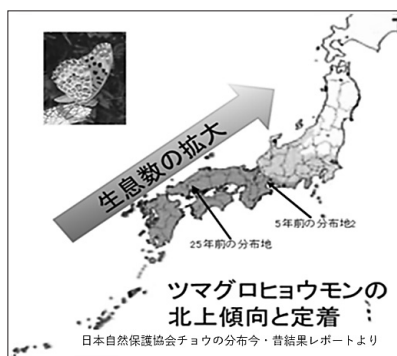 生息数の拡大
5年前の分布地2
25年前の分布地
ツマグロヒョウモンの
北上傾向と定着
日本自然保護協会チョウの分布今・昔結果レポートより